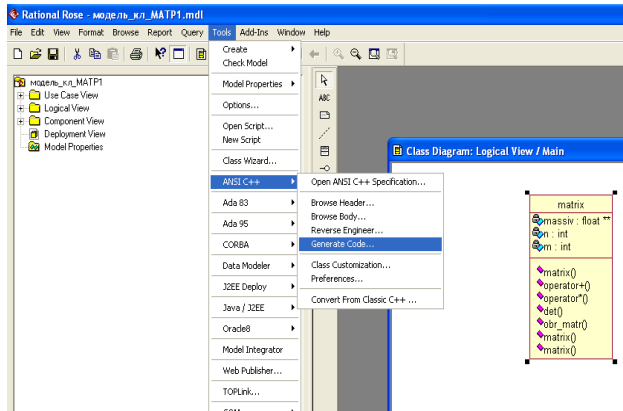 Rational Rose - модель_кл_МАТР1.mdl
File Edit View Format Browse Report Query Tools Add-Ins Window Help
модель_кл_МАТР1
Use Case View
Logical View
Component View
Deployment View
Model Properties
Create
Check Model
Model Properties
Options...
Open Script...
New Script
Class Wizard...
ANSI C++
Ada 83
Ada 95
CORBA
Data Modeler
J2EE Deploy
Java / J2EE
Oracle8
Model Integrator
Web Publisher...
TOPLink...
Open ANSI C++ Specification...
Browse Header...
Browse Body...
Reverse Engineer...
Generate Code...
Class Customization...
Preferences...
Convert From Classic C++ ...
ABC
Class Diagram: Logical View / Main
matrix
massiv : float **
n : int
m : int
matrix()
operator+()
operator*()
det()
obr_matr()
matrix()
matrix()